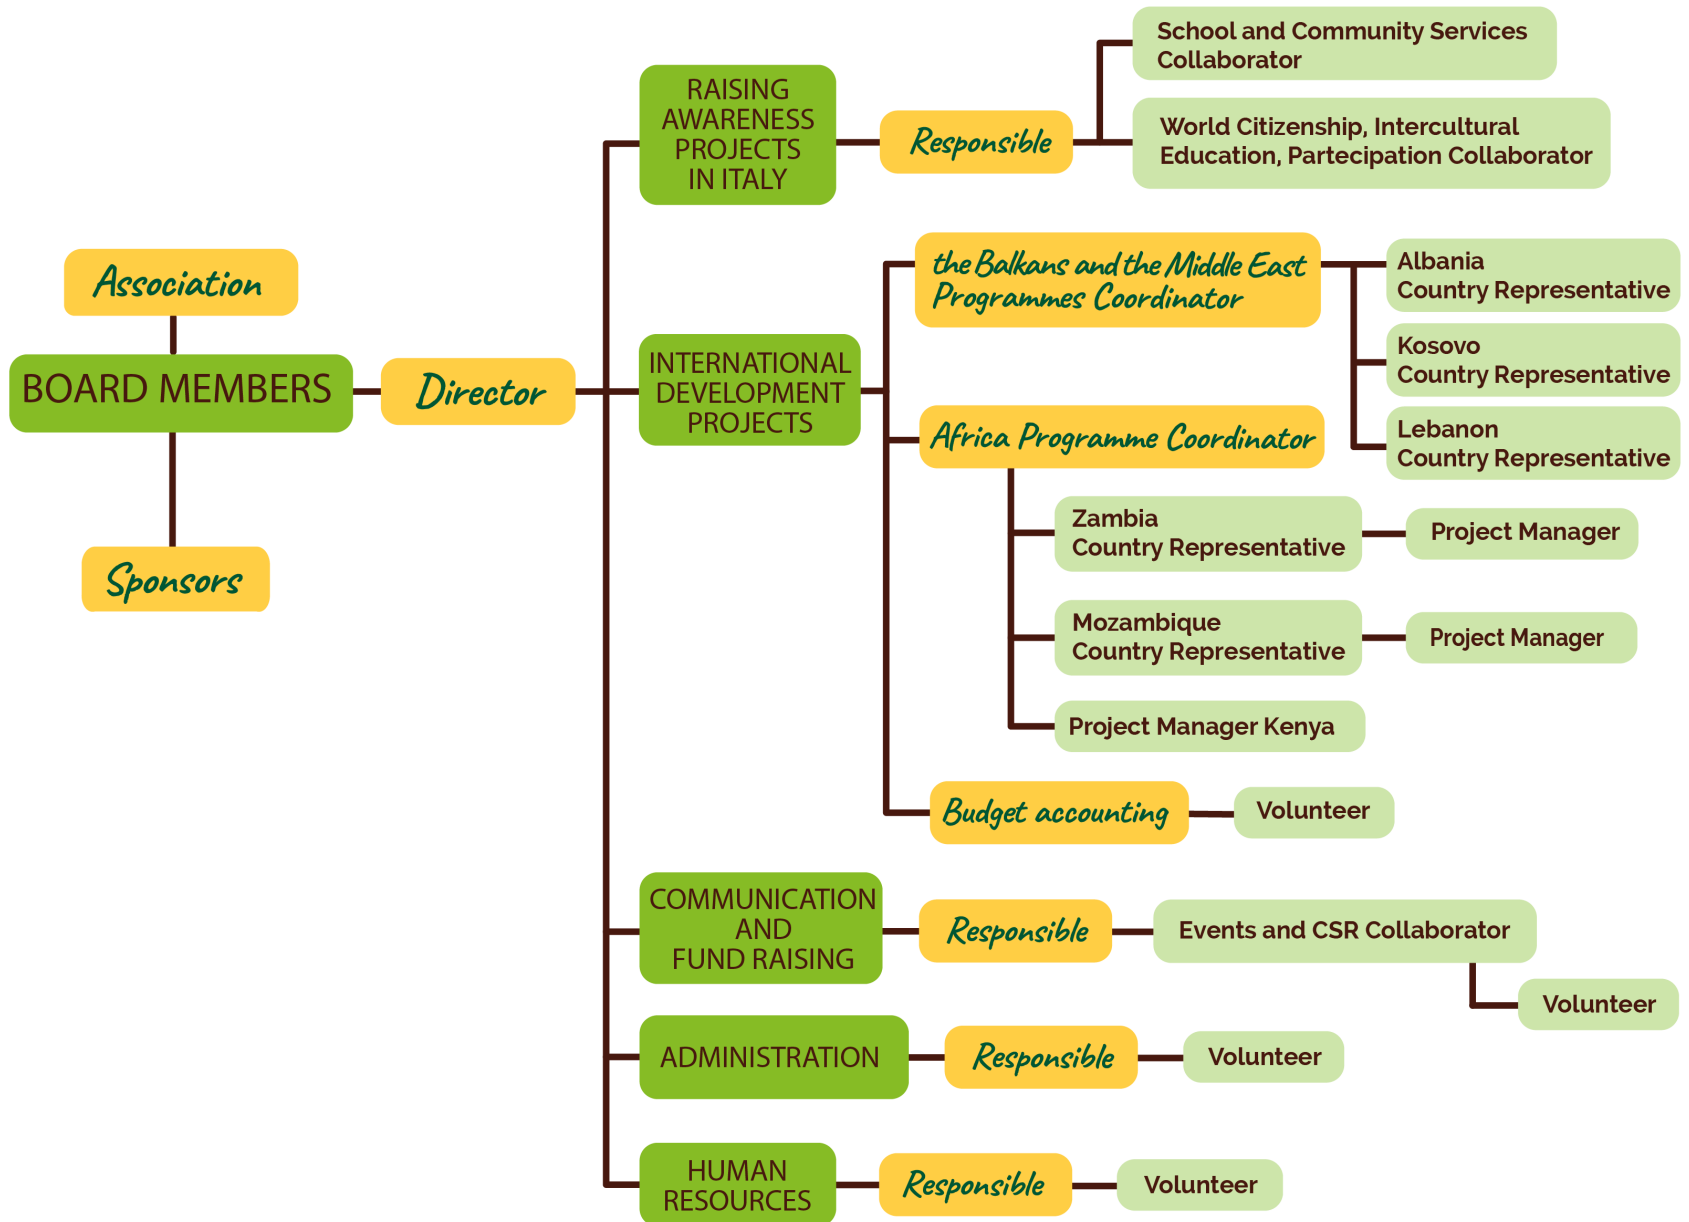 Association
BOARD MEMBERS
Sponsors
Director
RAISING
AWARENESS
PROJECTS
IN ITALY
Responsible
School and Community Services
Collaborator
World Citizenship, Intercultural
Education, Partecipation Collaborator
INTERNATIONAL
DEVELOPMENT
PROJECTS
the Balkans and the Middle East
Programmes Coordinator
Albania
Country Representative
Kosovo
Country Representative
Lebanon
Country Representative
Africa Programme Coordinator
Zambia
Country Representative
Project Manager
Mozambique
Country Representative
Project Manager
Project Manager Kenya
Budget accounting
Volunteer
COMMUNICATION
AND
FUND RAISING
Responsible
Events and CSR Collaborator
Volunteer
ADMINISTRATION
Responsible
Volunteer
HUMAN
RESOURCES
Responsible
Volunteer